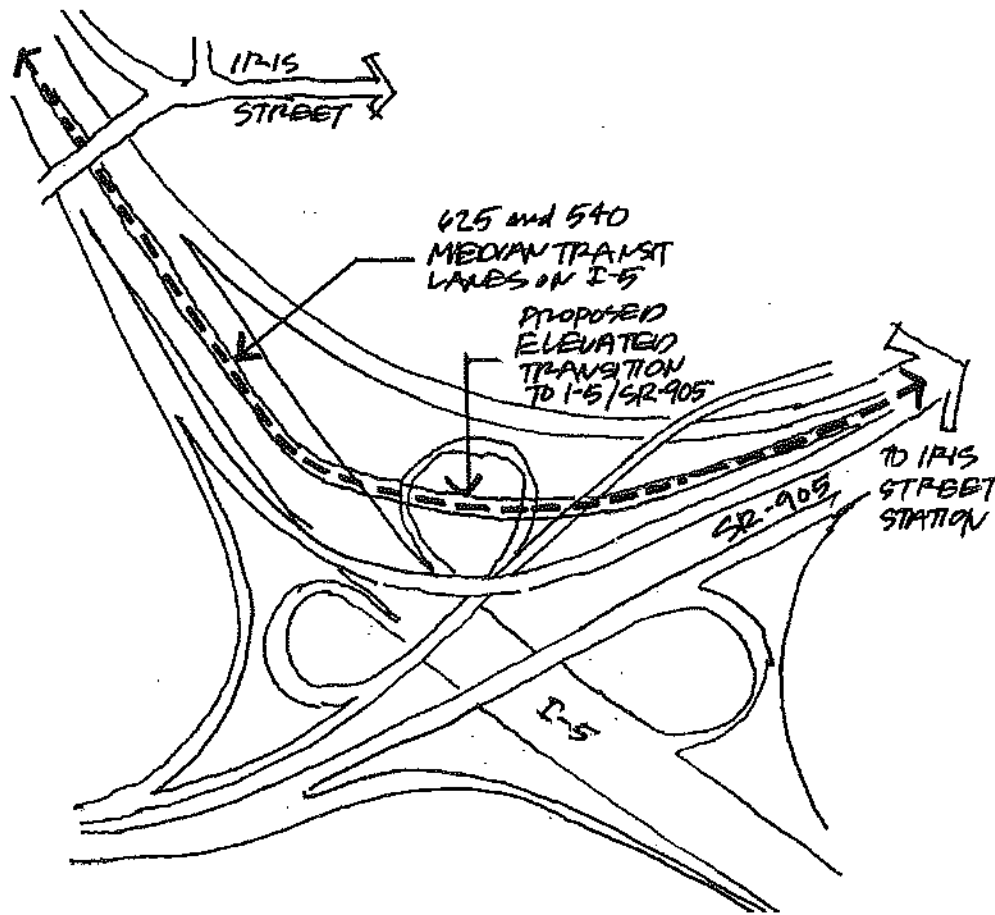 IRIS
STREET
625 and 540
MEDIAN TRANSIT
LANES ON I-5
PROPOSED
ELEVATED
TRANSITION
TO I-5/SR-905
TO IRIS
STREET
STATION
SR-905
I-5